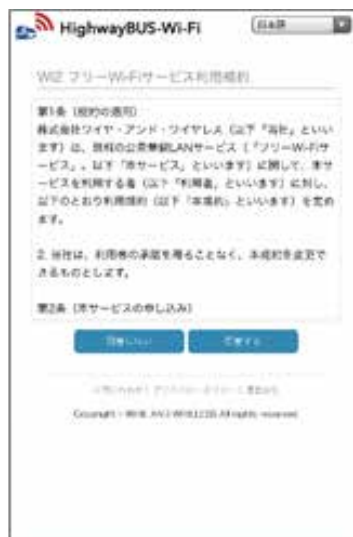 HighwayBUS-Wi-Fi
日本語
WI2 フリーWi-Fiサービス利用規約
第1条（規約の適用）
株式会社ワイヤ・アンド・ワイヤレス（以下「当社」といい
ます）は、無料の公衆無線LANサービス（「フリーWi-Fiサ
ービス」、以下「本サービス」といいます）に関して、本サ
ービスを利用する者（以下「利用者」といいます）に対し、
以下のとおり利用規約（以下「本規約」といいます）を定め
ます。
2. 当社は、利用者の承諾を得ることなく、本規約を変更で
きるものとします。
第2条（本サービスの申し込み）
同意しない
同意する
Copyright WIRE AND WIRELESS All rights reserved.